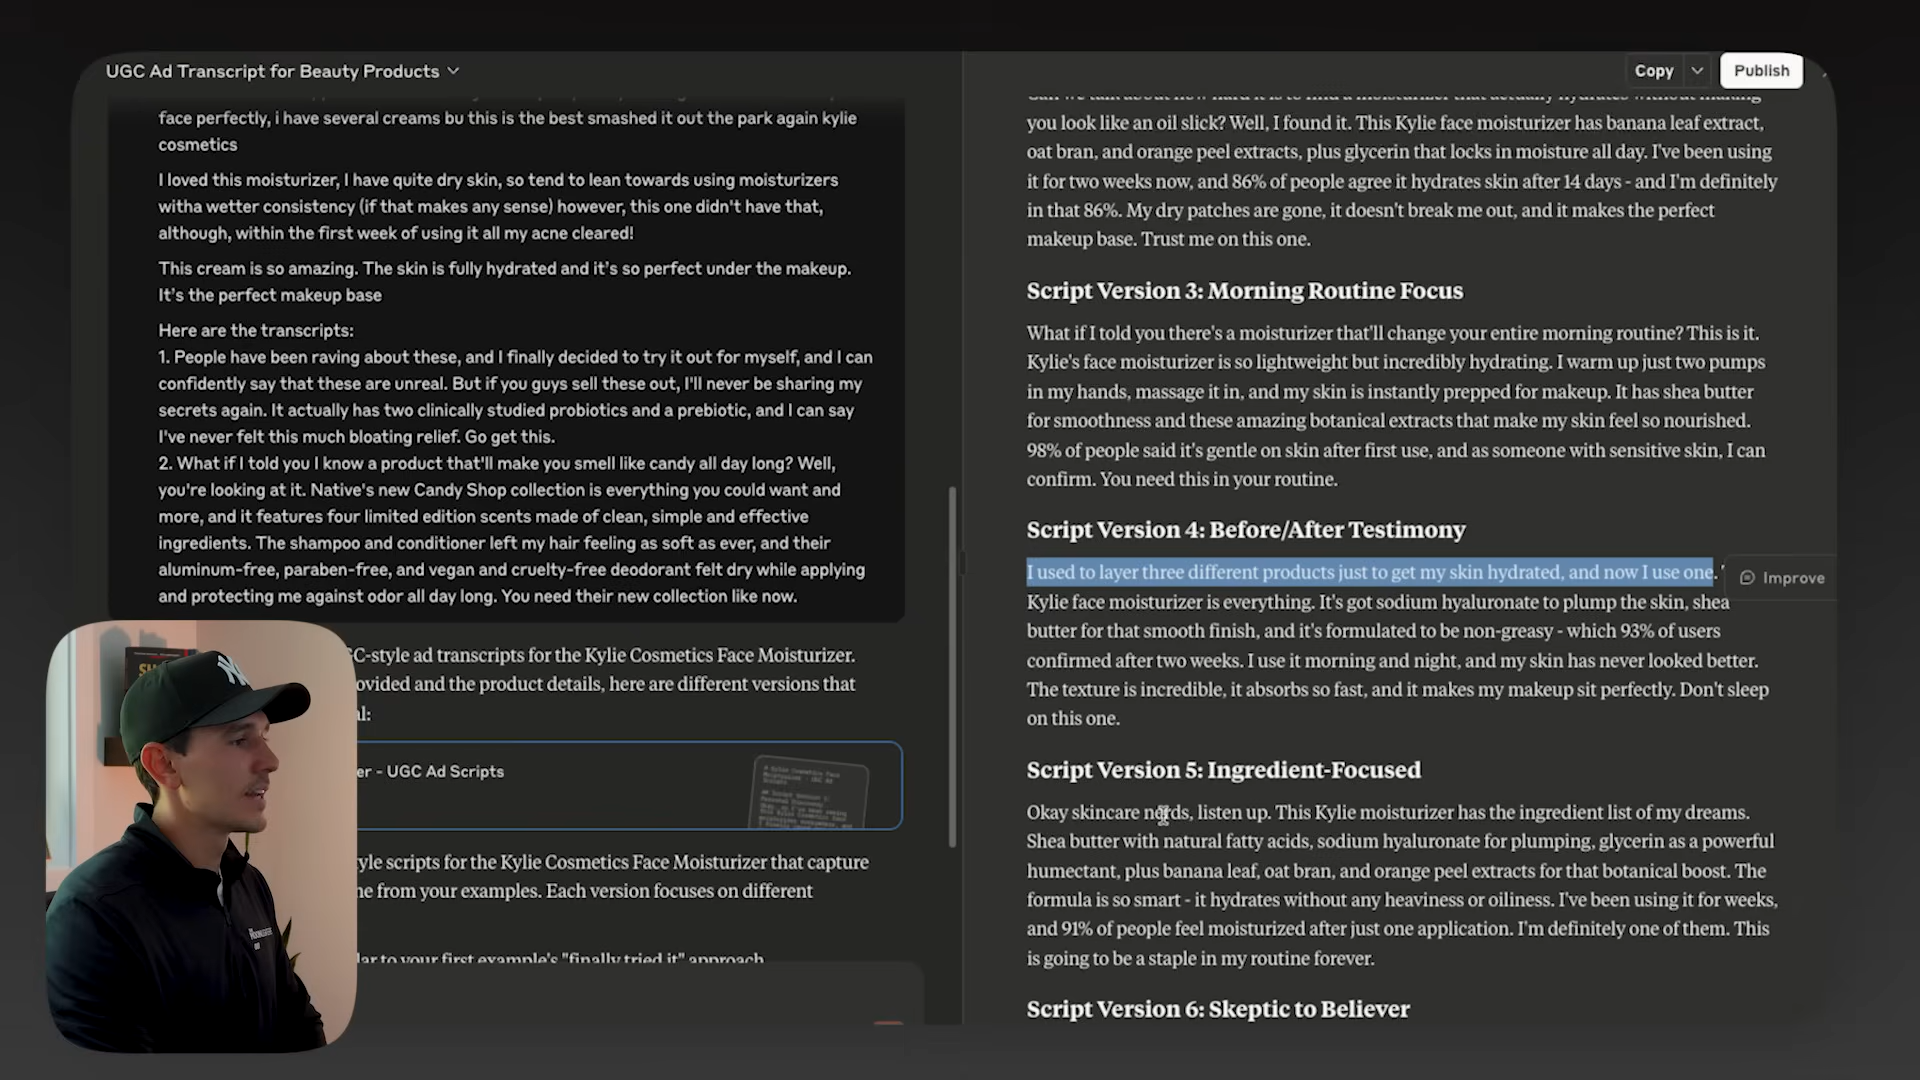 UGC Ad Transcript for Beauty Products
face perfectly, i have several creams bu this is the best smashed it out the park again kylie
cosmetics
I loved this moisturizer, I have quite dry skin, so tend to lean towards using moisturizers
witha wetter consistency (if that makes any sense) however, this one didn't have that,
although, within the first week of using it all my acne cleared!
This cream is so amazing. The skin is fully hydrated and it's so perfect under the makeup.
It's the perfect makeup base
Here are the transcripts:
1. People have been raving about these, and I finally decided to try it out for myself, and I can
confidently say that these are unreal. But if you guys sell these out, I'll never be sharing my
secrets again. It actually has two clinically studied probiotics and a prebiotic, and I can say
I've never felt this much bloating relief. Go get this.
2. What if I told you I know a product that'll make you smell like candy all day long? Well,
you're looking at it. Native's new Candy Shop collection is everything you could want and
more, and it features four limited edition scents made of clean, simple and effective
ingredients. The shampoo and conditioner left my hair feeling as soft as ever, and their
aluminum-free, paraben-free, and vegan and cruelty-free deodorant felt dry while applying
and protecting me against odor all day long. You need their new collection like now.
GC-style ad transcripts for the Kylie Cosmetics Face Moisturizer.
ovided and the product details, here are different versions that
al:
er - UGC Ad Scripts
yle scripts for the Kylie Cosmetics Face Moisturizer that capture
ne from your examples. Each version focuses on different
lar to your first example's "finally tried it" approach
Copy
Publish
Can we talk about how hard it is to find a moisturizer that actually hydrates without making
you look like an oil slick? Well, I found it. This Kylie face moisturizer has banana leaf extract,
oat bran, and orange peel extracts, plus glycerin that locks in moisture all day. I've been using
it for two weeks now, and 86% of people agree it hydrates skin after 14 days - and I'm definitely
in that 86%. My dry patches are gone, it doesn't break me out, and it makes the perfect
makeup base. Trust me on this one.
Script Version 3: Morning Routine Focus
What if I told you there's a moisturizer that'll change your entire morning routine? This is it.
Kylie's face moisturizer is so lightweight but incredibly hydrating. I warm up just two pumps
in my hands, massage it in, and my skin is instantly prepped for makeup. It has shea butter
for smoothness and these amazing botanical extracts that make my skin feel so nourished.
98% of people said it's gentle on skin after first use, and as someone with sensitive skin, I can
confirm. You need this in your routine.
Script Version 4: Before/After Testimony
I used to layer three different products just to get my skin hydrated, and now I use one.
Improve
Kylie face moisturizer is everything. It's got sodium hyaluronate to plump the skin, shea
butter for that smooth finish, and it's formulated to be non-greasy - which 93% of users
confirmed after two weeks. I use it morning and night, and my skin has never looked better.
The texture is incredible, it absorbs so fast, and it makes my makeup sit perfectly. Don't sleep
on this one.
Script Version 5: Ingredient-Focused
Okay skincare nerds, listen up. This Kylie moisturizer has the ingredient list of my dreams.
Shea butter with natural fatty acids, sodium hyaluronate for plumping, glycerin as a powerful
humectant, plus banana leaf, oat bran, and orange peel extracts for that botanical boost. The
formula is so smart - it hydrates without any heaviness or oiliness. I've been using it for weeks,
and 91% of people feel moisturized after just one application. I'm definitely one of them. This
is going to be a staple in my routine forever.
Script Version 6: Skeptic to Believer